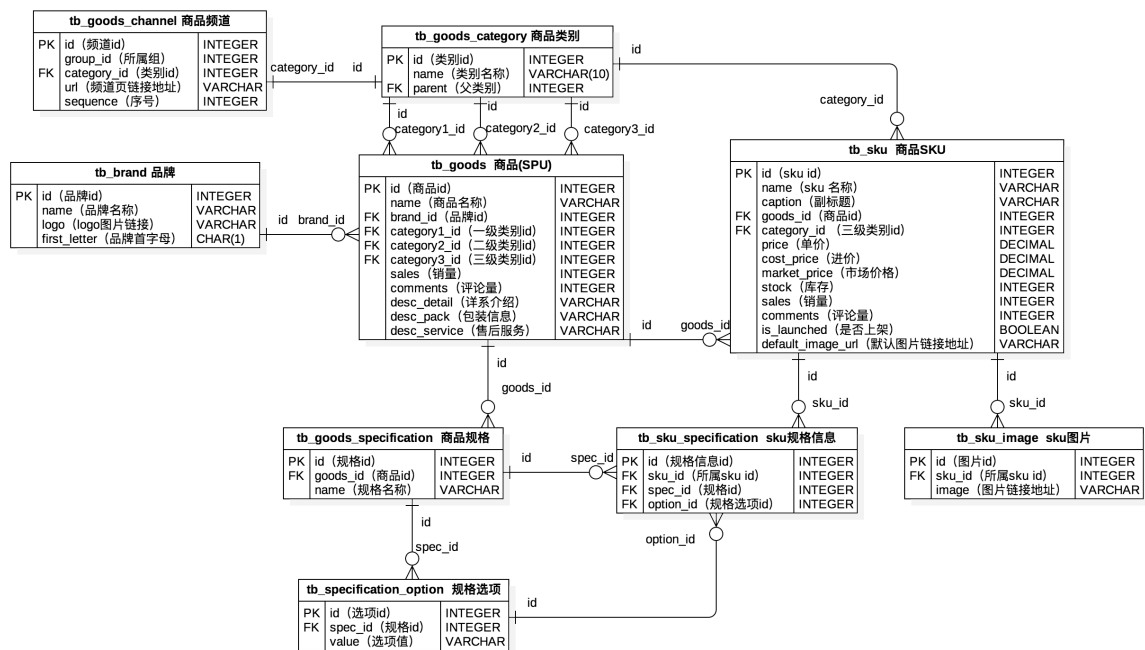 tb_goods_channel 商品频道
PK id（频道id） INTEGER
group_id（所属组） INTEGER
FK category_id（类别id） INTEGER
url（频道页链接地址） VARCHAR
sequence（序号） INTEGER
category_id id
tb_goods_category 商品类别
PK id（类别id） INTEGER
name（类别名称） VARCHAR(10)
FK parent（父类别） INTEGER
id
category_id
id
category1_id
id
category2_id
id
category3_id
tb_brand 品牌
PK id（品牌id） INTEGER
name（品牌名称） VARCHAR
logo（logo图片链接） VARCHAR
first_letter（品牌首字母） CHAR(1)
id brand_id
tb_goods 商品(SPU)
PK id（商品id） INTEGER
name（商品名称） VARCHAR
FK brand_id（品牌id） INTEGER
FK category1_id（一级类别id） INTEGER
FK category2_id（二级类别id） INTEGER
FK category3_id（三级类别id） INTEGER
sales（销量） INTEGER
comments（评论量） INTEGER
desc_detail（详系介绍） VARCHAR
desc_pack（包装信息） VARCHAR
desc_service（售后服务） VARCHAR
id goods_id
tb_sku 商品SKU
PK id（sku id） INTEGER
name（sku 名称） VARCHAR
caption（副标题） VARCHAR
FK goods_id（商品id） INTEGER
FK category_id （三级类别id） INTEGER
price（单价） DECIMAL
cost_price（进价） DECIMAL
market_price（市场价格） DECIMAL
stock（库存） INTEGER
sales（销量） INTEGER
comments（评论量） INTEGER
is_launched（是否上架） BOOLEAN
default_image_url（默认图片链接地址） VARCHAR
id
goods_id
id
sku_id
id
sku_id
tb_goods_specification 商品规格
PK id（规格id） INTEGER
FK goods_id（商品id） INTEGER
name（规格名称） VARCHAR
id spec_id
tb_sku_specification sku规格信息
PK id（规格信息id） INTEGER
FK sku_id（所属sku id） INTEGER
FK spec_id（规格id） INTEGER
FK option_id（规格选项id） INTEGER
tb_sku_image sku图片
PK id（图片id） INTEGER
FK sku_id（所属sku id） INTEGER
image（图片链接地址） VARCHAR
id
spec_id
option_id
tb_specification_option 规格选项
PK id（选项id） INTEGER
FK spec_id（规格id） INTEGER
value（选项值） VARCHAR
id